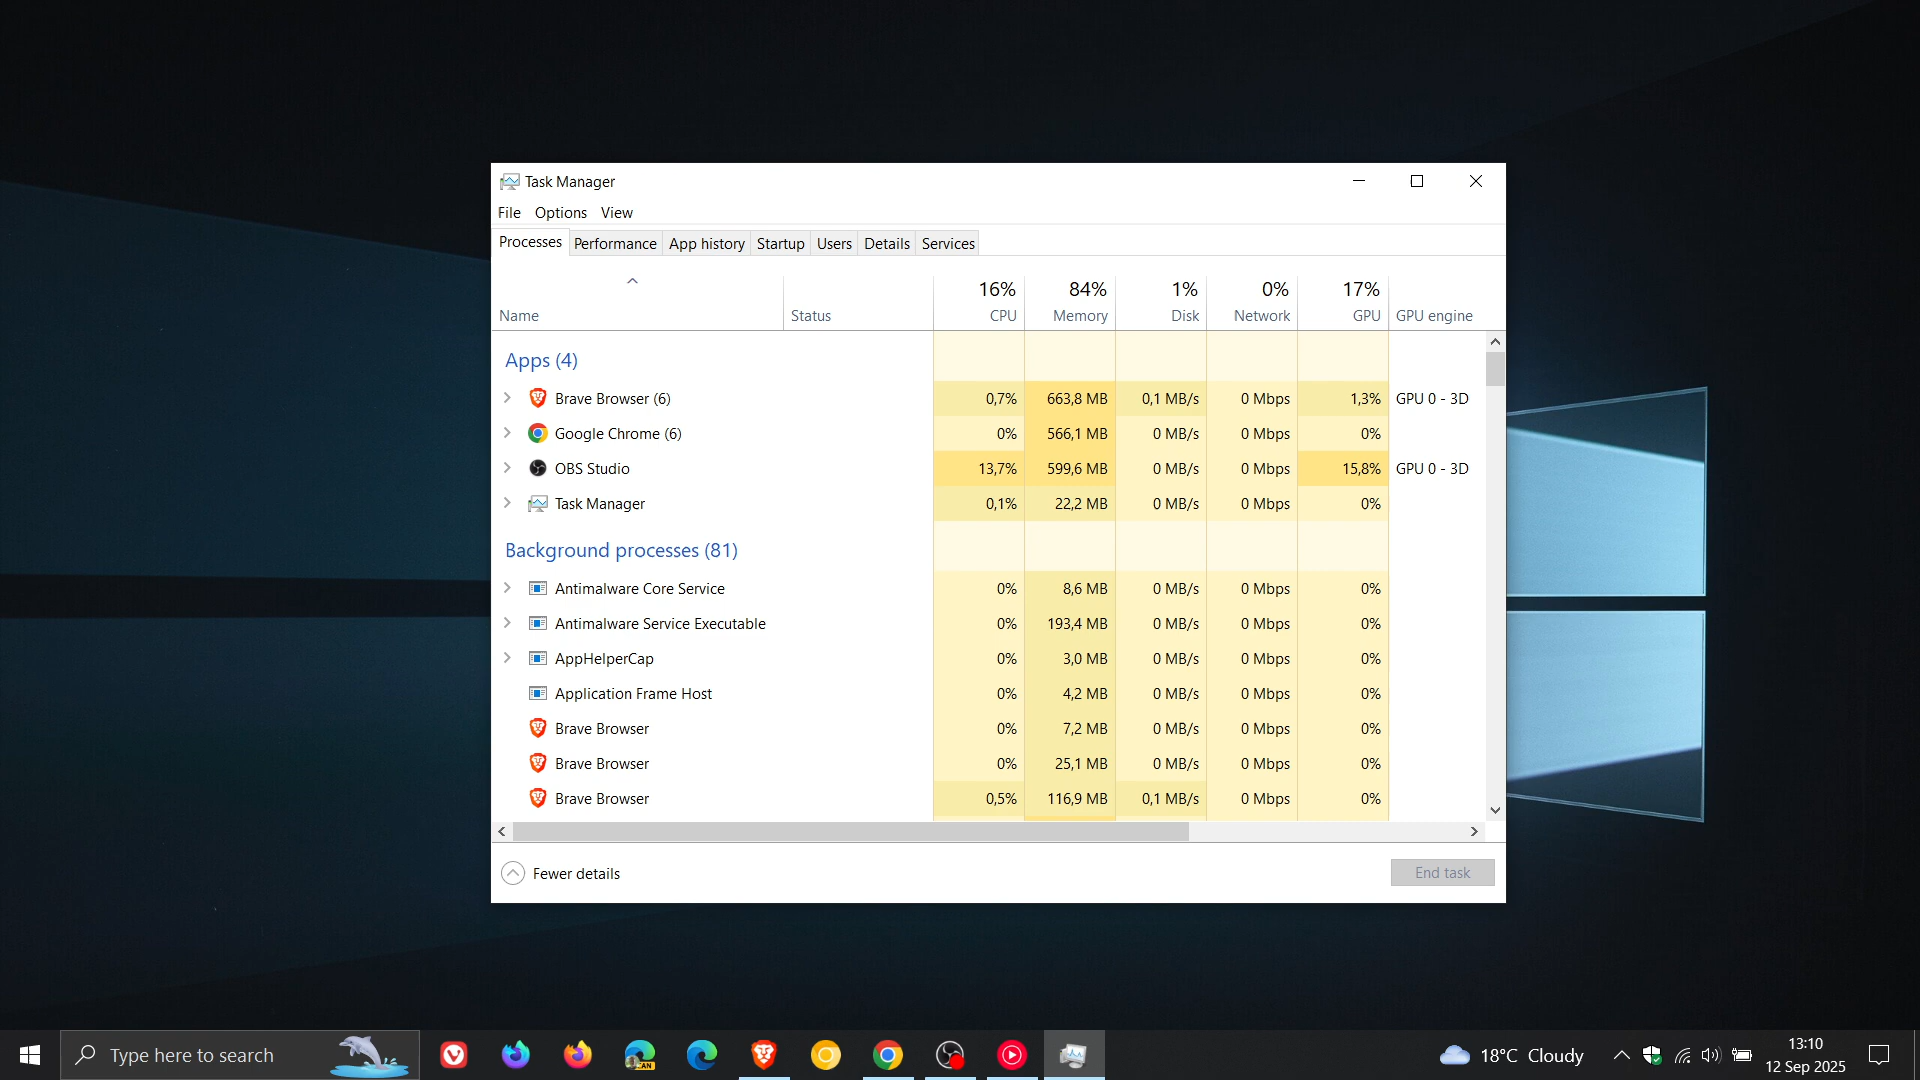 Task Manager
File Options View
Processes Performance App history Startup Users Details Services
16% 84% 1% 0% 17%
Name Status CPU Memory Disk Network GPU GPU engine
Apps (4)
Brave Browser (6) 0,7% 663,8 MB 0,1 MB/s 0 Mbps 1,3% GPU 0 - 3D
Google Chrome (6) 0% 566,1 MB 0 MB/s 0 Mbps 0%
OBS Studio 13,7% 599,6 MB 0 MB/s 0 Mbps 15,8% GPU 0 - 3D
Task Manager 0,1% 22,2 MB 0 MB/s 0 Mbps 0%
Background processes (81)
Antimalware Core Service 0% 8,6 MB 0 MB/s 0 Mbps 0%
Antimalware Service Executable 0% 193,4 MB 0 MB/s 0 Mbps 0%
AppHelperCap 0% 3,0 MB 0 MB/s 0 Mbps 0%
Application Frame Host 0% 4,2 MB 0 MB/s 0 Mbps 0%
Brave Browser 0% 7,2 MB 0 MB/s 0 Mbps 0%
Brave Browser 0% 25,1 MB 0 MB/s 0 Mbps 0%
Brave Browser 0,5% 116,9 MB 0,1 MB/s 0 Mbps 0%
Fewer details End task
Type here to search
CAN
18°C Cloudy
13:10
12 Sep 2025